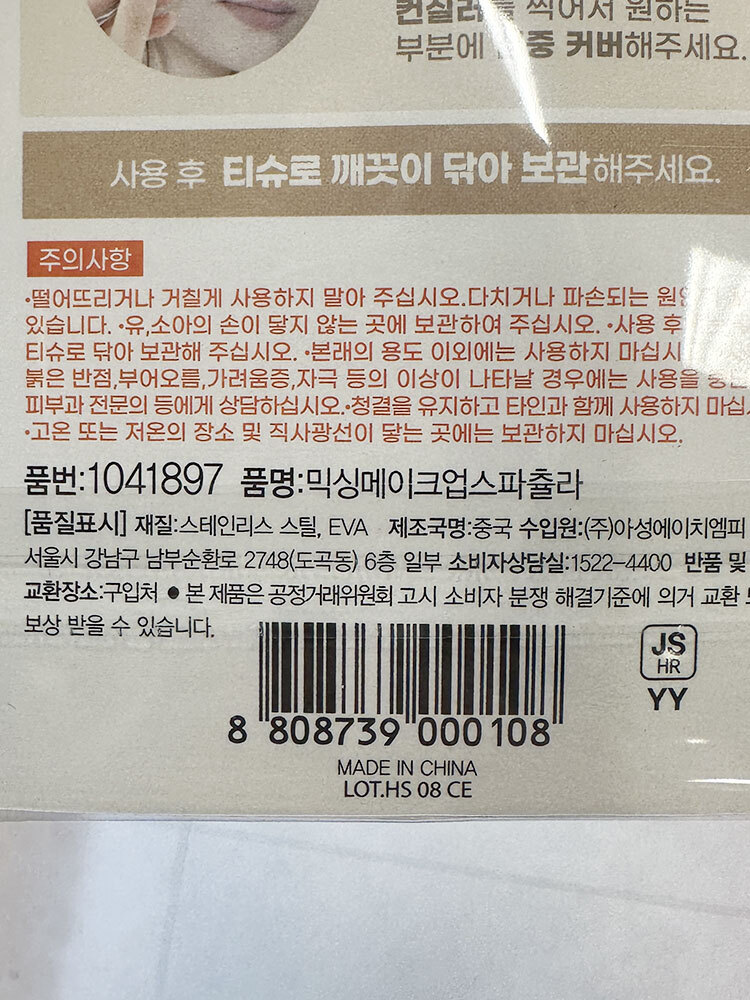 컨실러를 찍어서 원하는
부분에 중 커버해주세요.
사용 후 티슈로 깨끗이 닦아 보관해주세요.
주의사항
•떨어뜨리거나 거칠게 사용하지 말아 주십시오.다치거나 파손되는
있습니다. •유,소아의 손이 닿지 않는 곳에 보관하여 주십시오. •사용 후
티슈로 닦아 보관해 주십시오. •본래의 용도 이외에는 사용하지 마십시
붉은 반점,부어오름,가려움증,자극 등의 이상이 나타날 경우에는 사용을
피부과 전문의 등에게 상담하십시오.•청결을 유지하고 타인과 함께 사용하지 마십시
•고온 또는 저온의 장소 및 직사광선이 닿는 곳에는 보관하지 마십시오.
품번:1041897 품명:믹싱메이크업스파츌라
[품질표시] 재질:스테인리스 스틸, EVA 제조국명:중국 수입원:(주)아성에이치엠피
서울시 강남구 남부순환로 2748(도곡동) 6층 일부 소비자상담실:1522-4400 반품 및
교환장소:구입처 ● 본 제품은 공정거래위원회 고시 소비자 분쟁 해결기준에 의거 교환
보상 받을 수 있습니다.
JS
HR
YY
8 808739 000108
MADE IN CHINA
LOT.HS 08 CE